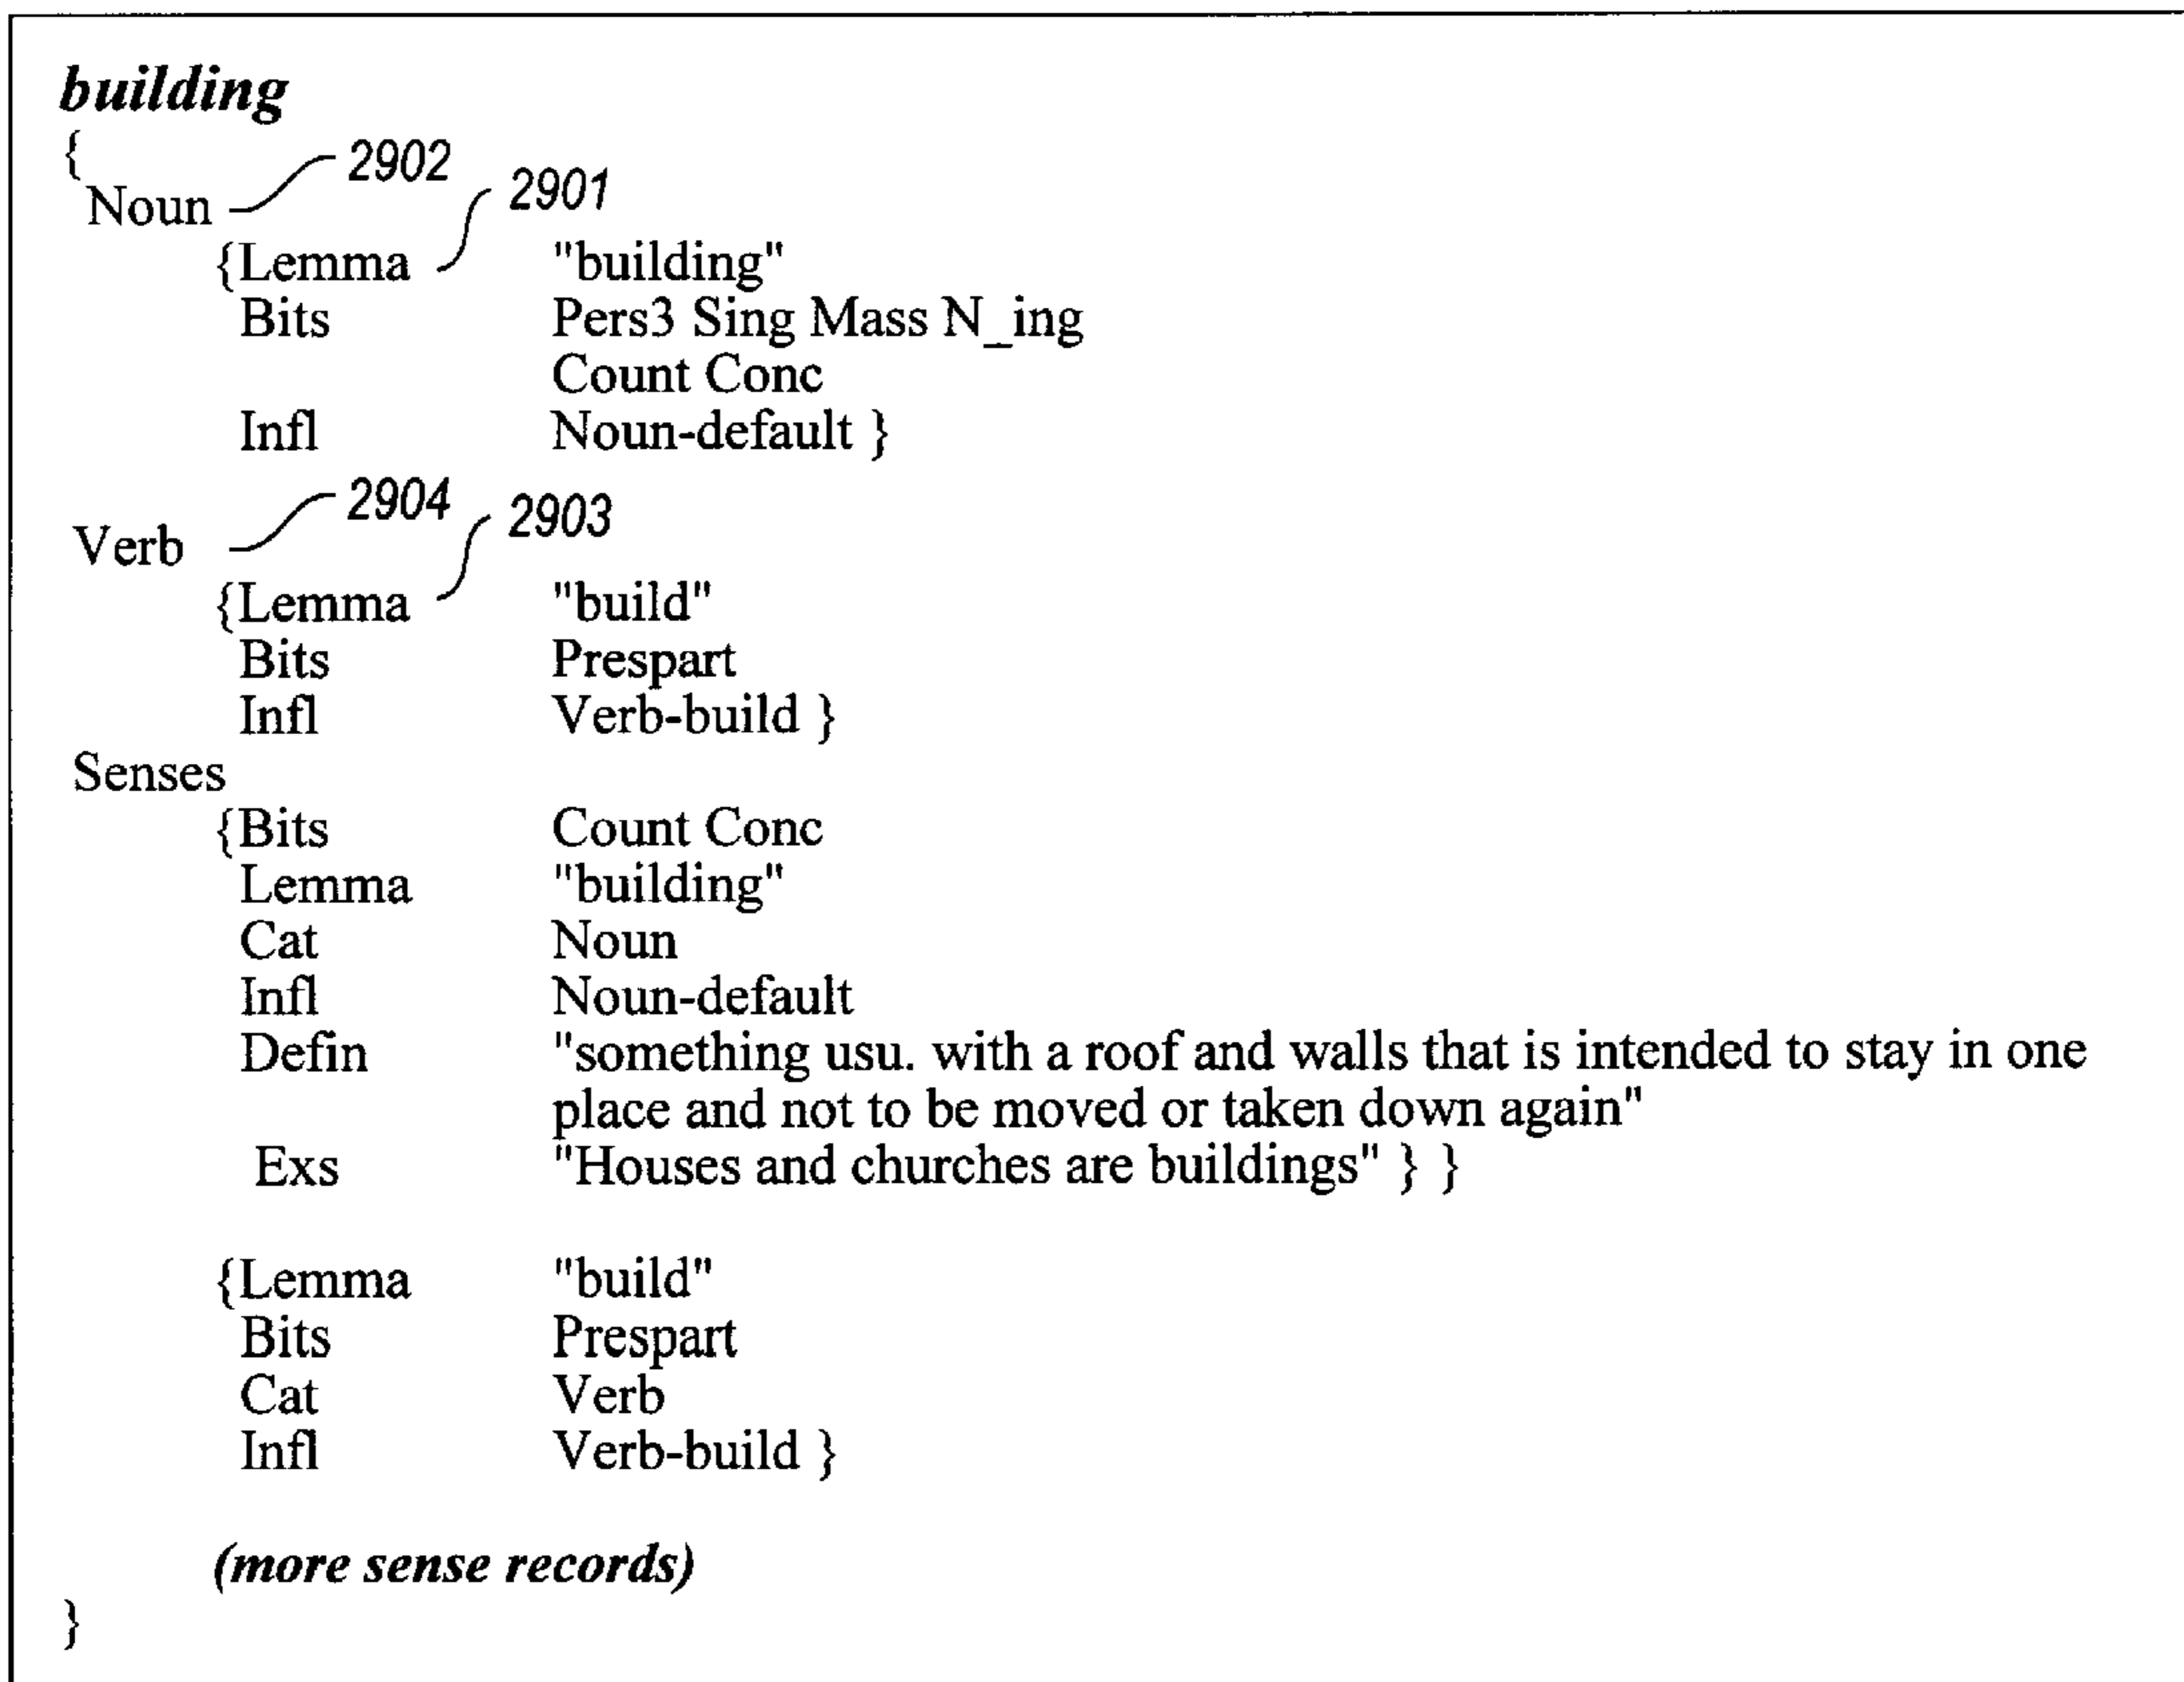 building
{
2902
Noun
2901
{Lemma "building"
Bits Pers3 Sing Mass N_ing
Count Conc
Infl Noun-default }
2904
2903
Verb
{Lemma "build"
Bits Prespart
Infl Verb-build }
Senses
{Bits Count Conc
Lemma "building"
Cat Noun
Infl Noun-default
Defin "something usu. with a roof and walls that is intended to stay in one
place and not to be moved or taken down again"
Exs "Houses and churches are buildings" } }
{Lemma "build"
Bits Prespart
Cat Verb
Infl Verb-build }
(more sense records)
}